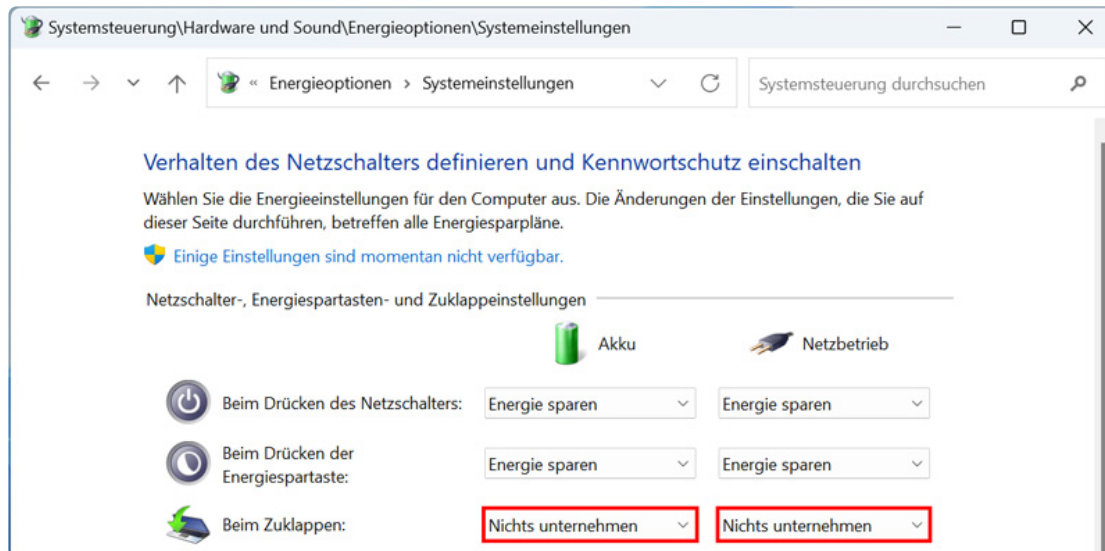 Systemsteuerung\Hardware und Sound\Energieoptionen\Systemeinstellungen
« Energieoptionen > Systemeinstellungen
Systemsteuerung durchsuchen
Verhalten des Netzschalters definieren und Kennwortschutz einschalten
Wählen Sie die Energieeinstellungen für den Computer aus. Die Änderungen der Einstellungen, die Sie auf
dieser Seite durchführen, betreffen alle Energiesparpläne.
Einige Einstellungen sind momentan nicht verfügbar.
Netzschalter-, Energiespartasten- und Zuklappeinstellungen
Akku Netzbetrieb
Beim Drücken des Netzschalters: Energie sparen Energie sparen
Beim Drücken der
Energiespartaste: Energie sparen Energie sparen
Beim Zuklappen: Nichts unternehmen Nichts unternehmen